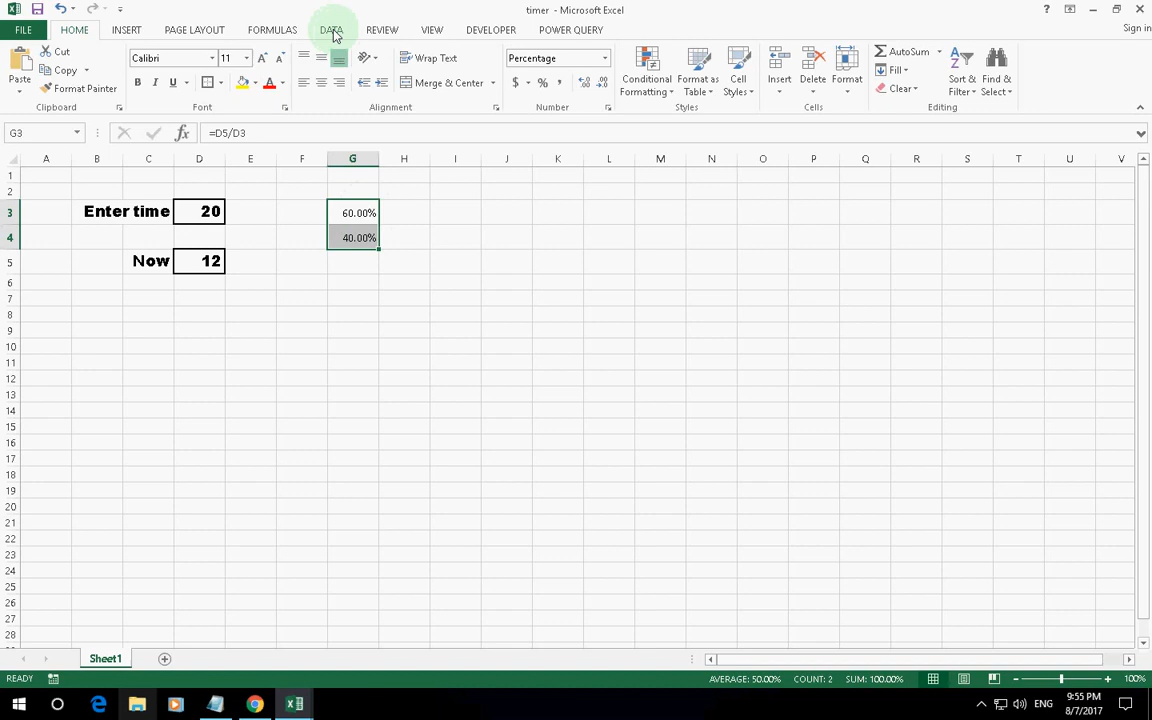 timer - Microsoft Excel
?
Sign in
FILE HOME INSERT PAGE LAYOUT FORMULAS DATA REVIEW VIEW DEVELOPER POWER QUERY
Paste
Cut
Copy
Format Painter
Clipboard
Calibri 11
B I U
Font
Wrap Text
Merge & Center
Alignment
Percentage
$ % ,
Number
Conditional Formatting
Format as Table
Cell Styles
Styles
Insert
Delete
Format
Cells
AutoSum
Fill
Clear
Sort & Filter
Find & Select
Editing
G3 fx =D5/D3
A B C D E F G H I J K L M N O P Q R S T U V
1
2
3 Enter time 20 60.00%
4 40.00%
5 Now 12
6
7
8
9
10
11
12
13
14
15
16
17
18
19
20
21
22
23
24
25
26
27
28
Sheet1
READY AVERAGE: 50.00% COUNT: 2 SUM: 100.00% 100%
ENG 9:55 PM
8/7/2017